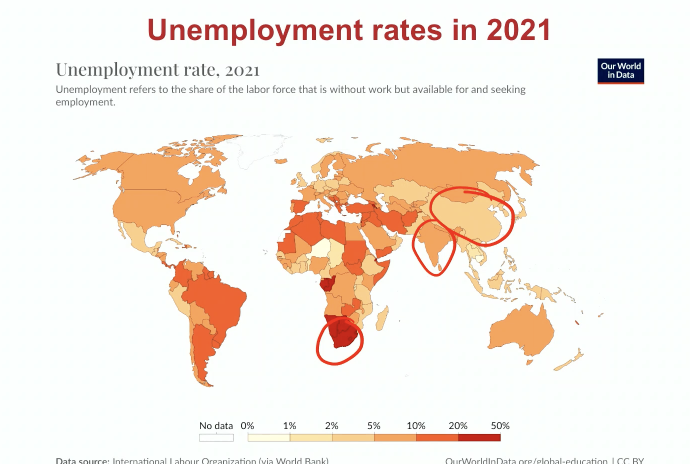 Unemployment rates in 2021
Unemployment rate, 2021
Our World
in Data
Unemployment refers to the share of the labor force that is without work but available for and seeking
employment.
No data 0% 1% 2% 5% 10% 20% 50%
Data source: International Labour Organization (via World Bank)
OurWorldinData.org/global-education | CC BY